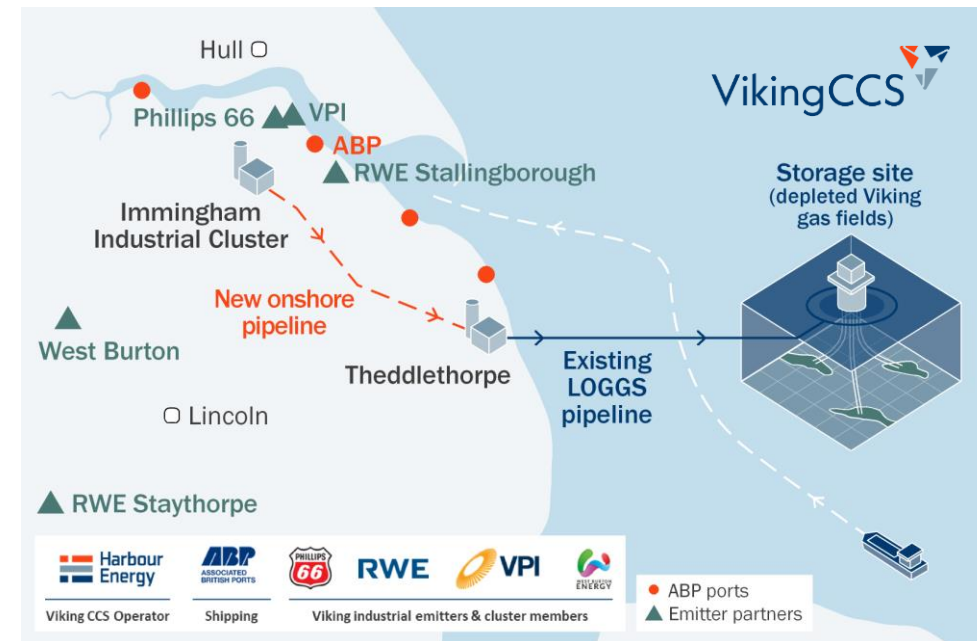 Hull
VikingCCS
Phillips 66
VPI
ABP
RWE Stallingborough
Storage site
(depleted Viking
gas fields)
Immingham
Industrial Cluster
New onshore
pipeline
West Burton
Theddlethorpe
Existing
LOGGS
pipeline
Lincoln
RWE Staythorpe
Harbour
Energy
ABP
ASSOCIATED
BRITISH PORTS
PHILLIPS
66
RWE
VPI
WEST BURTON
ENERGY
Viking CCS Operator
Shipping
Viking industrial emitters & cluster members
ABP ports
Emitter partners